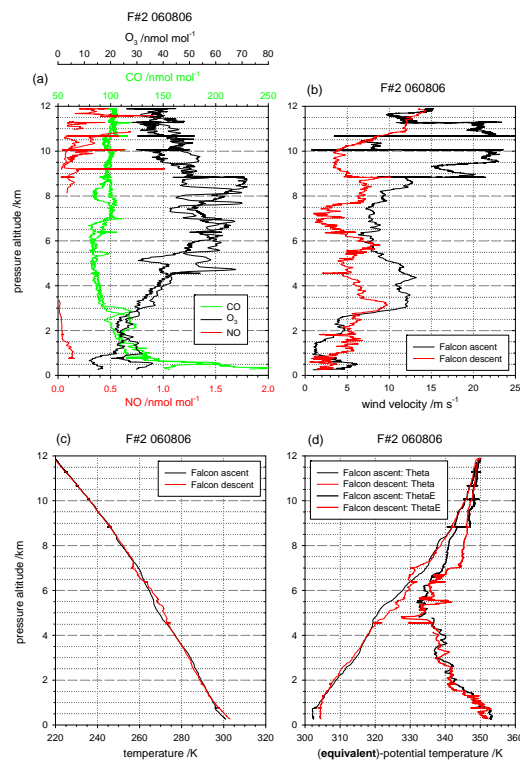 F#2 060806
O3 /nmol mol-1
0 10 20 30 40 50 60 70 80
CO /nmol mol-1
(a)
50 100 150 200 250
12
10
8
6
4
2
0
pressure altitude /km
CO
O3
NO
0.0 0.5 1.0 1.5 2.0
NO /nmol mol-1
(b)
F#2 060806
12
10
8
6
4
2
0
Falcon ascent
Falcon descent
0 5 10 15 20 25
wind velocity /m s-1
(c)
F#2 060806
12
10
8
6
4
2
0
pressure altitude /km
Falcon ascent
Falcon descent
220 240 260 280 300 320
temperature /K
(d)
F#2 060806
12
10
8
6
4
2
0
Falcon ascent: Theta
Falcon descent: Theta
Falcon ascent: ThetaE
Falcon descent: ThetaE
300 310 320 330 340 350 360
(equivalent)-potential temperature /K